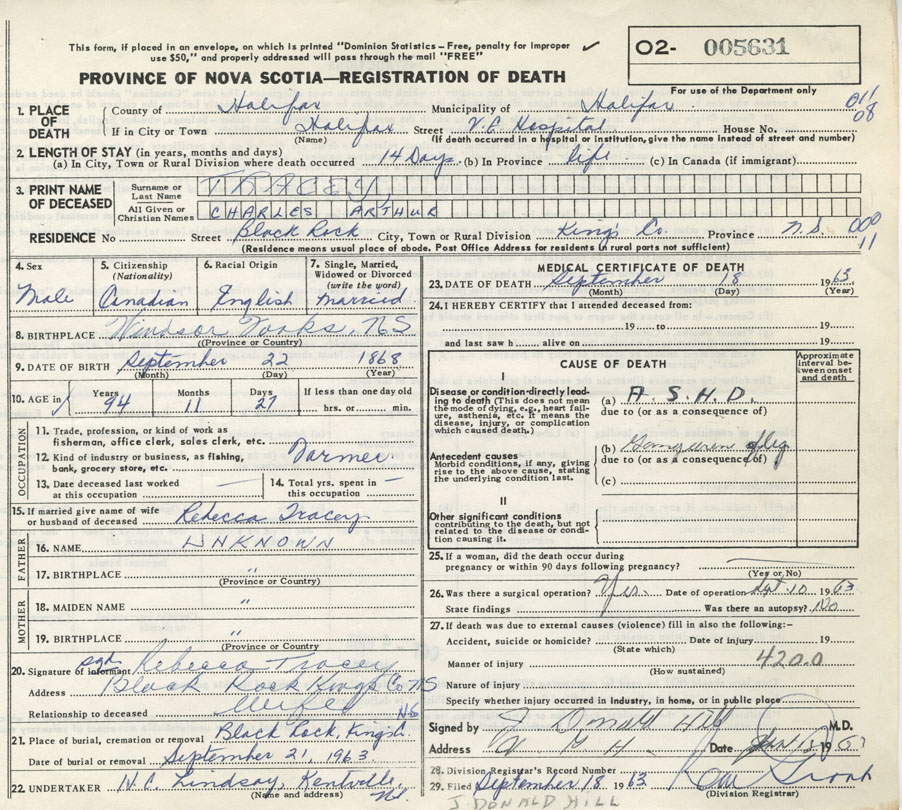 This form, if placed in an envelope, on which is printed "Dominion Statistics – Free, penalty for improper
use $50," and properly addressed will pass through the mail "FREE"
O2- 005631
For use of the Department only
PROVINCE OF NOVA SCOTIA—REGISTRATION OF DEATH
1. PLACE OF DEATH
County of Halifax Municipality of Halifax 011
If in City or Town Halifax Street V.G. Hospital House No. 08
(Name) (If death occurred in a hospital or institution, give the name instead of street and number)
2. LENGTH OF STAY (in years, months and days)
(a) In City, Town or Rural Division where death occurred 14 Days (b) In Province life (c) In Canada (if immigrant)
3. PRINT NAME OF DECEASED
Surname or Last Name TRACEY
All Given or Christian Names CHARLES ARTHUR
RESIDENCE No Street Black Rock City, Town or Rural Division King's Co. Province N.S. 000
11
(Residence means usual place of abode. Post Office Address for residents in rural parts not sufficient)
4. Sex
Male
5. Citizenship (Nationality)
Canadian
6. Racial Origin
English
7. Single, Married, Widowed or Divorced (write the word)
married
8. BIRTHPLACE Windsor NS
(Province or Country)
9. DATE OF BIRTH September 22 1868
(Month) (Day) (Year)
10. AGE in Years 94 Months 11 Days 27 If less than one day old
hrs. or min.
OCCUPATION
11. Trade, profession, or kind of work as
fisherman, office clerk, sales clerk, etc.
12. Kind of industry or business, as fishing,
bank, grocery store, etc. Farmer
13. Date deceased last worked
at this occupation —
14. Total yrs. spent in
this occupation —
15. If married give name of wife
or husband of deceased Rebecca Tracey
FATHER
16. NAME UNKNOWN
17. BIRTHPLACE "
(Province or Country)
MOTHER
18. MAIDEN NAME "
19. BIRTHPLACE "
(Province or Country
20. Signature of informant sgd Rebecca Tracey
Address Black Rock Kings Co NS
Relationship to deceased
21. Place of burial, cremation or removal Black Rock, Kings NS
Date of burial or removal September 21, 1963
22. UNDERTAKER N.C. Lindsay, Kentville, NS.
(Name and address)
MEDICAL CERTIFICATE OF DEATH
23. DATE OF DEATH September 18 1963
(Month) (Day) (Year)
24. I HEREBY CERTIFY that I attended deceased from:
19 to 19
and last saw h alive on 19
CAUSE OF DEATH
Approximate interval between onset and death
I
Disease or condition directly leading to death (This does not mean
the mode of dying, e.g., heart failure, asthenia, etc. It means the
disease, injury, or complication
which caused death.)
(a) A.S.H.D.
due to (or as a consequence of)
Antecedent causes
Morbid conditions, if any, giving
rise to the above cause, stating
the underlying condition last.
(b) Gangrene of leg
due to (or as a consequence of)
(c)
II
Other significant conditions
contributing to the death, but not
related to the disease or condition causing it.
25. If a woman, did the death occur during
pregnancy or within 90 days following pregnancy?
(Yes or No)
26. Was there a surgical operation? Yes Date of operation Sept 10 1963
State findings Was there an autopsy? No
27. If death was due to external causes (violence) fill in also the following:-
Accident, suicide or homicide? Date of injury 19
(State which)
Manner of injury 420.0
(How sustained)
Nature of injury
Specify whether injury occurred in Industry, in home, or in public place
Signed by J Donald Hill M.D.
Address V G H Date 19
28. Division Registrar's Record Number
29. Filed September 18 1963
(Division Registrar)
J DONALD HILL